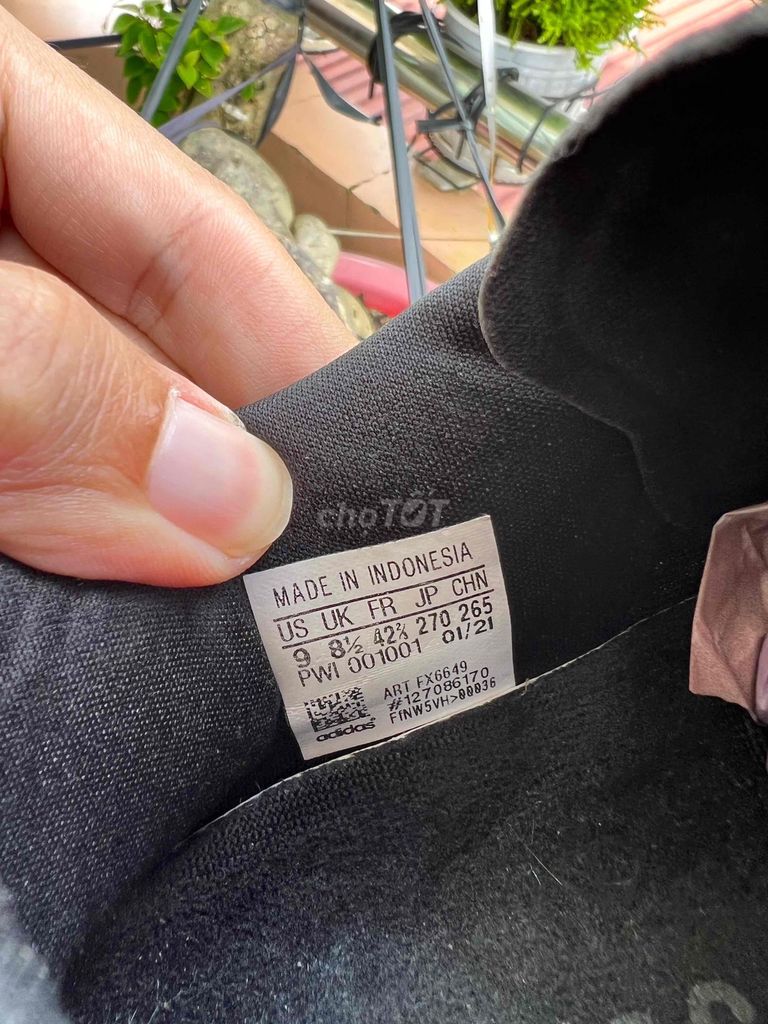 choTỐT
MADE IN INDONESIA
US UK FR JP CHN
9 8½ 42⅔ 270 265
PWI 001001 01/21
ART FX6649
#127086170
FfNW5VH>00036
adidas